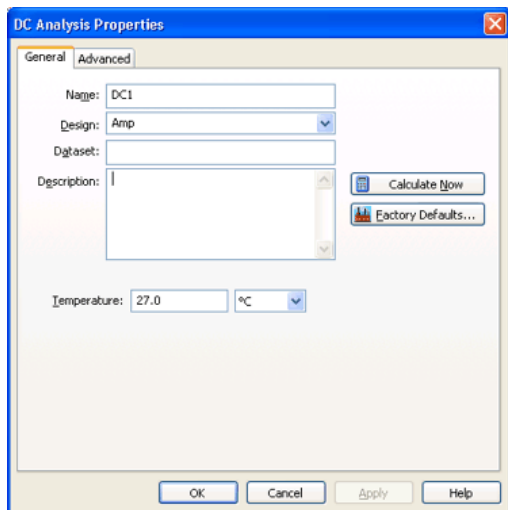 DC Analysis Properties
General Advanced
Name: DC1
Design: Amp
Dataset:
Description:
Calculate Now
Factory Defaults...
Temperature: 27.0 °C
OK Cancel Apply Help